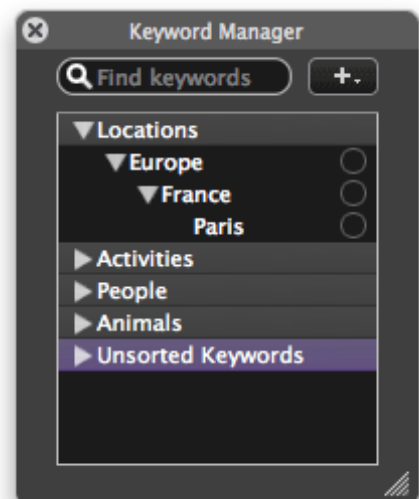 Keyword Manager
Find keywords
Locations
Europe
France
Paris
Activities
People
Animals
Unsorted Keywords